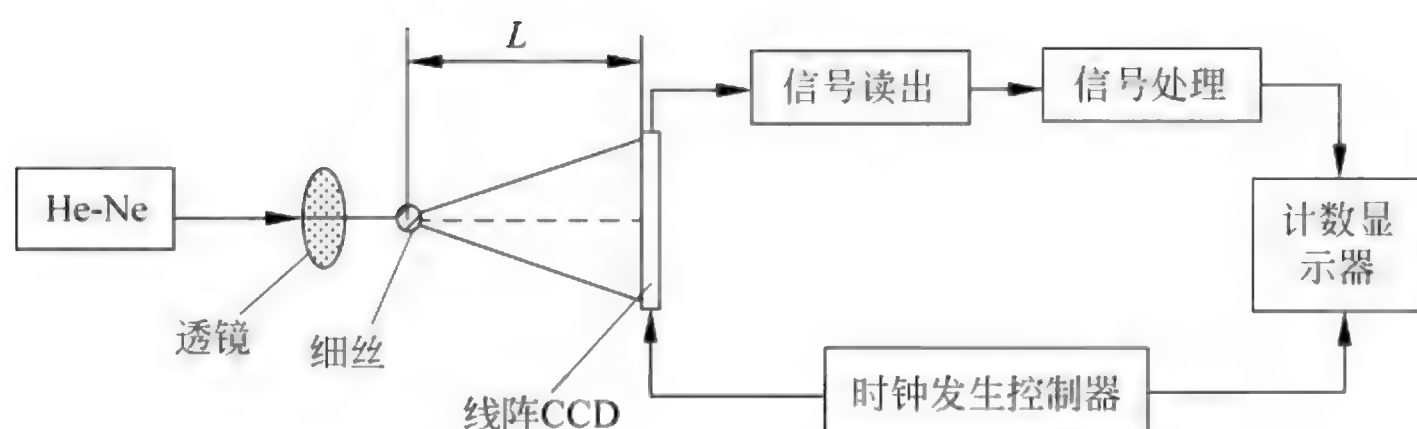 L
信号读出
信号处理
He-Ne
计数显
示器
透镜
细丝
线阵CCD
时钟发生控制器